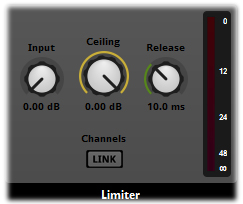 Input
Ceiling
Release
0.00 dB
0.00 dB
10.0 ms
Channels
LINK
0
12
24
48
∞
Limiter